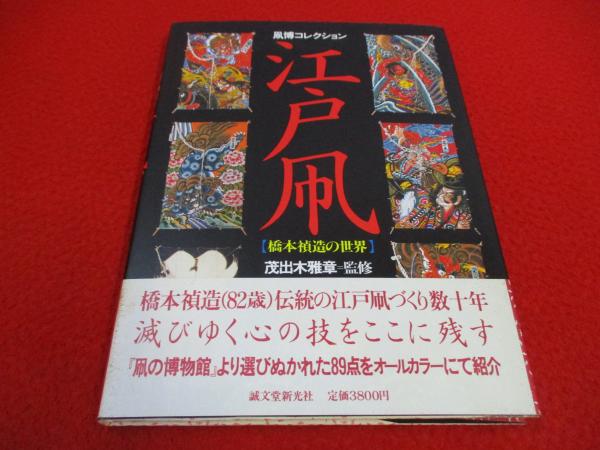 凧博コレクション
江戸凧
【橋本禎造の世界】
茂出木雅章=監修
橋本禎造(82歳)伝統の江戸凧づくり数十年
滅びゆく心の技をここに残す
『凧の博物館』より選びぬかれた89点をオールカラーにて紹介
誠文堂新光社 定価3800円